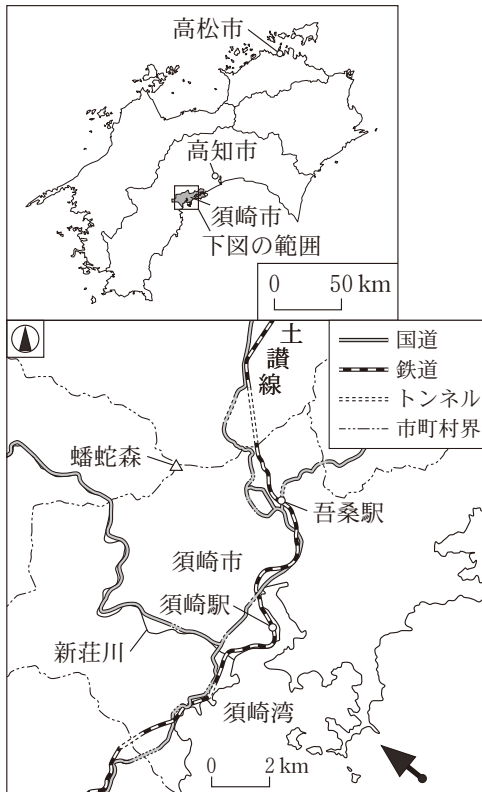 高松市
高知市
須崎市
下図の範囲
0 50 km
土讃線
国道
鉄道
トンネル
市町村界
蟠蛇森
吾桑駅
須崎市
須崎駅
新荘川
須崎湾
0 2 km